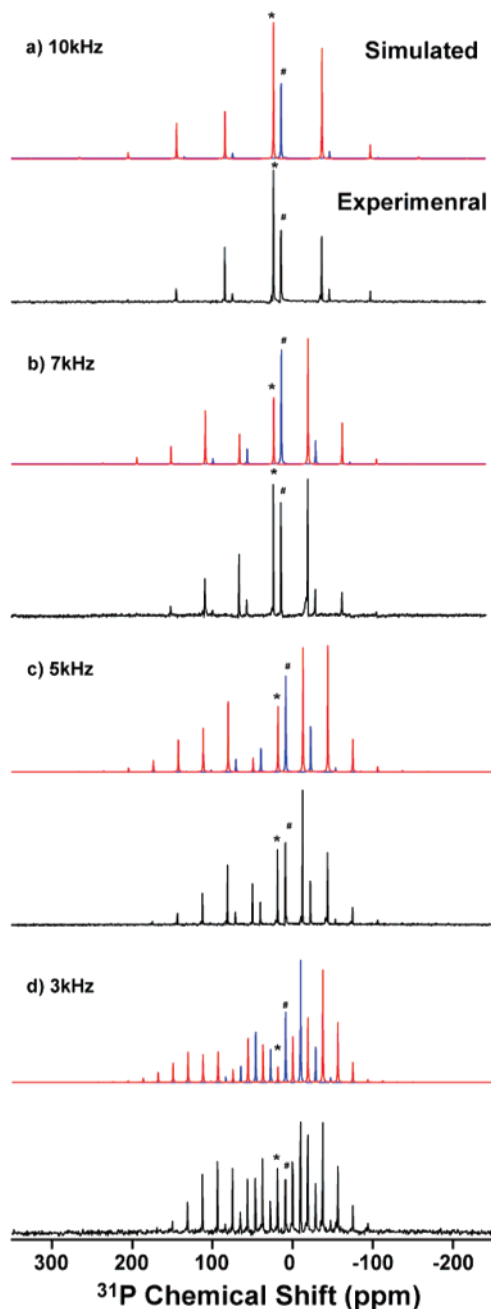 *
a) 10kHz Simulated
#
*
Experimenral
#
b) 7kHz
#
*
*
#
c) 5kHz
#
*
#
*
d) 3kHz
#
*
*
#
300 200 100 0 -100 -200
31P Chemical Shift (ppm)